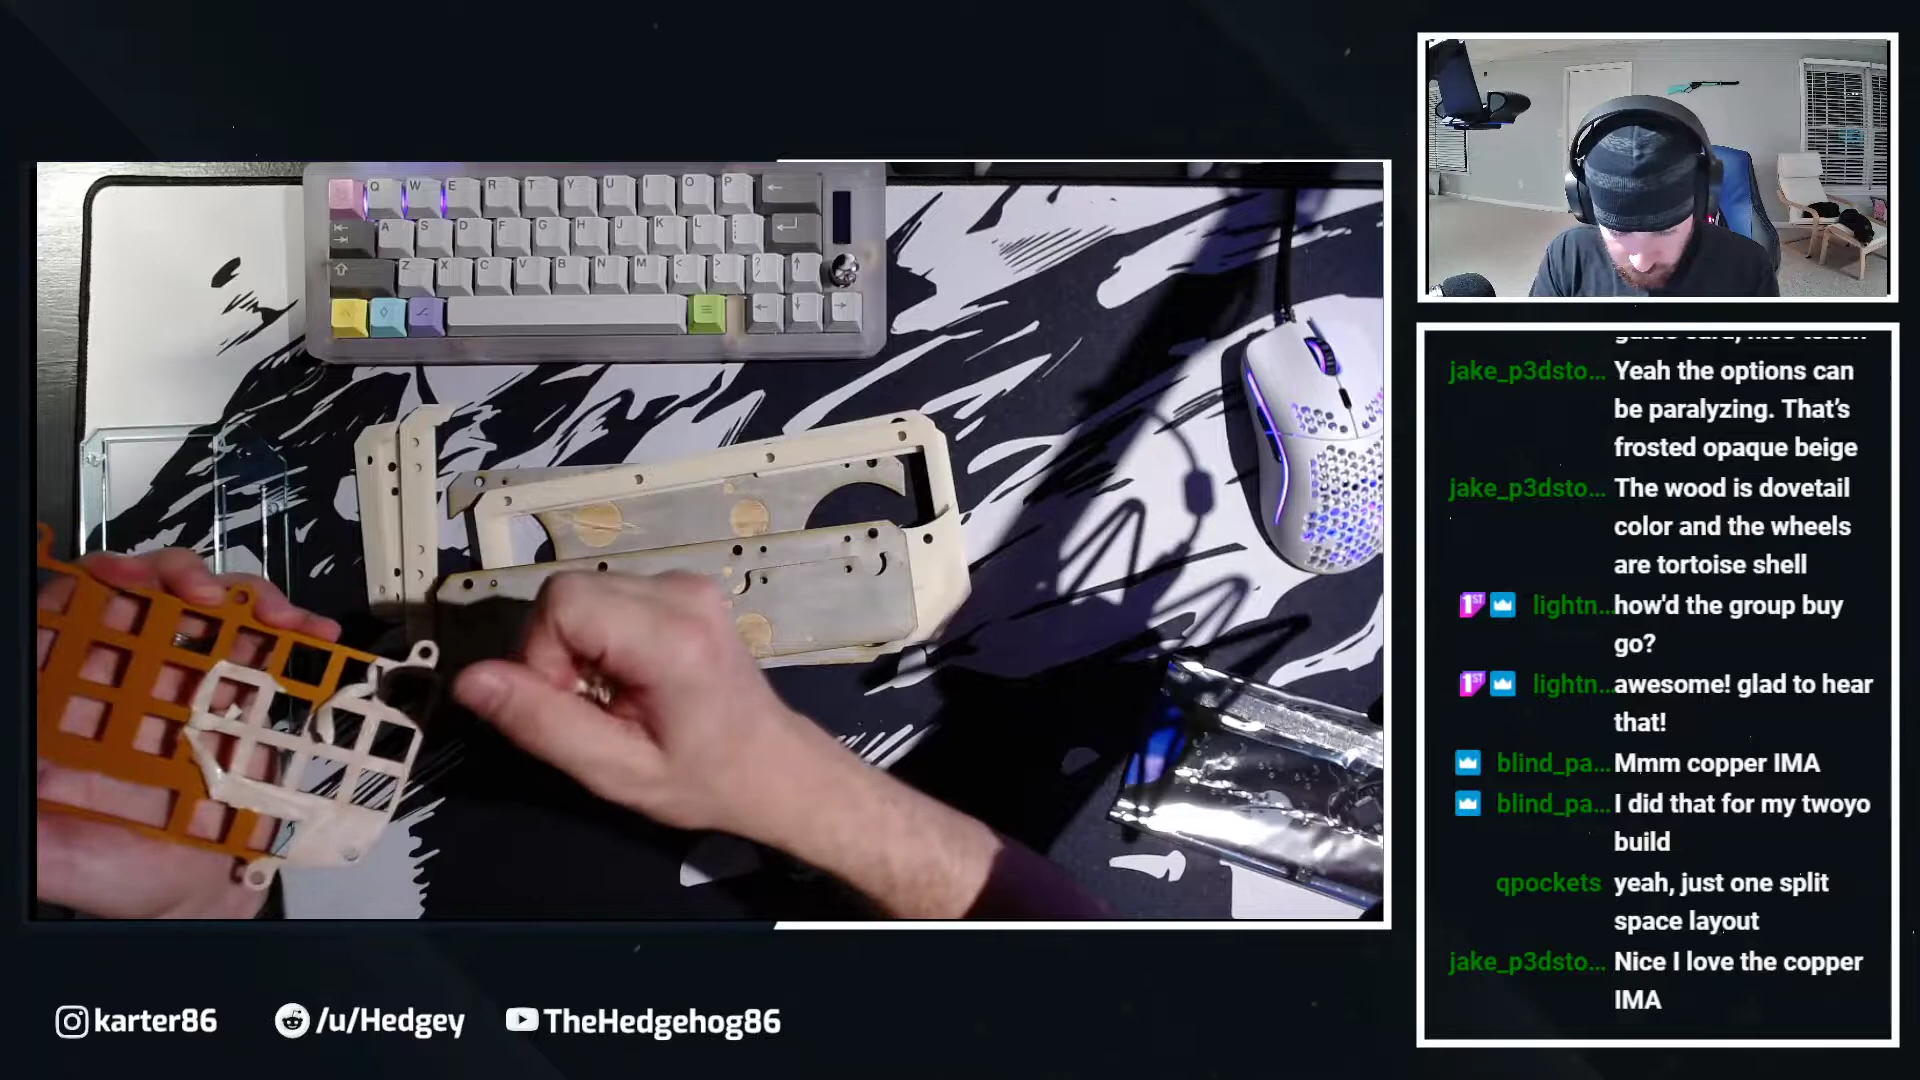 Q W E R T Y U I O P
A S D F G H J K L
Z X C V B N M
jake_p3dsto... Yeah the options can
be paralyzing. That's
frosted opaque beige
jake_p3dsto... The wood is dovetail
color and the wheels
are tortoise shell
1ST lightn... how'd the group buy
go?
1ST lightn... awesome! glad to hear
that!
blind_pa... Mmm copper IMA
blind_pa... I did that for my twoyo
build
qpockets yeah, just one split
space layout
jake_p3dsto... Nice I love the copper
IMA
karter86 /u/Hedgey TheHedgehog86